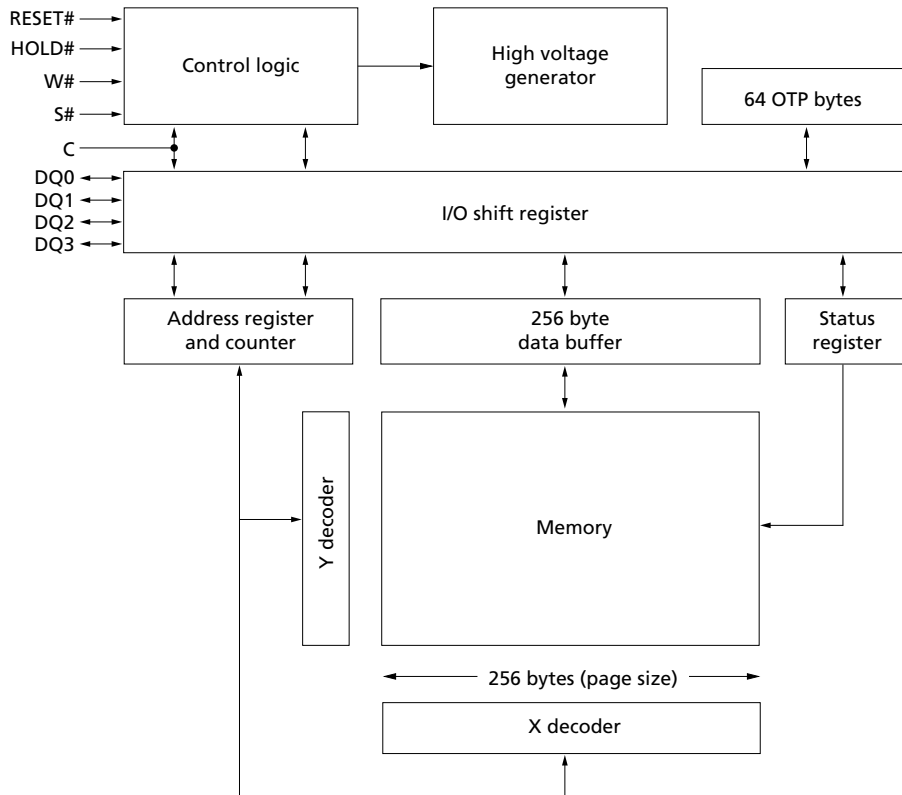 RESET#
HOLD#
W#
S#
C
Control logic
High voltage
generator
64 OTP bytes
DQ0
DQ1
DQ2
DQ3
I/O shift register
Address register
and counter
256 byte
data buffer
Status
register
Y decoder
Memory
256 bytes (page size)
X decoder